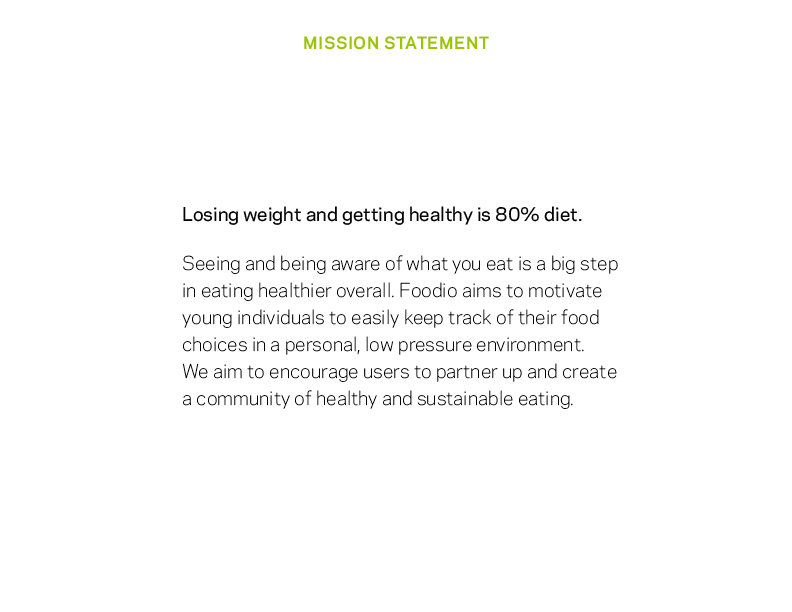 MISSION STATEMENT
Losing weight and getting healthy is 80% diet.
Seeing and being aware of what you eat is a big step
in eating healthier overall. Foodio aims to motivate
young individuals to easily keep track of their food
choices in a personal, low pressure environment.
We aim to encourage users to partner up and create
a community of healthy and sustainable eating.